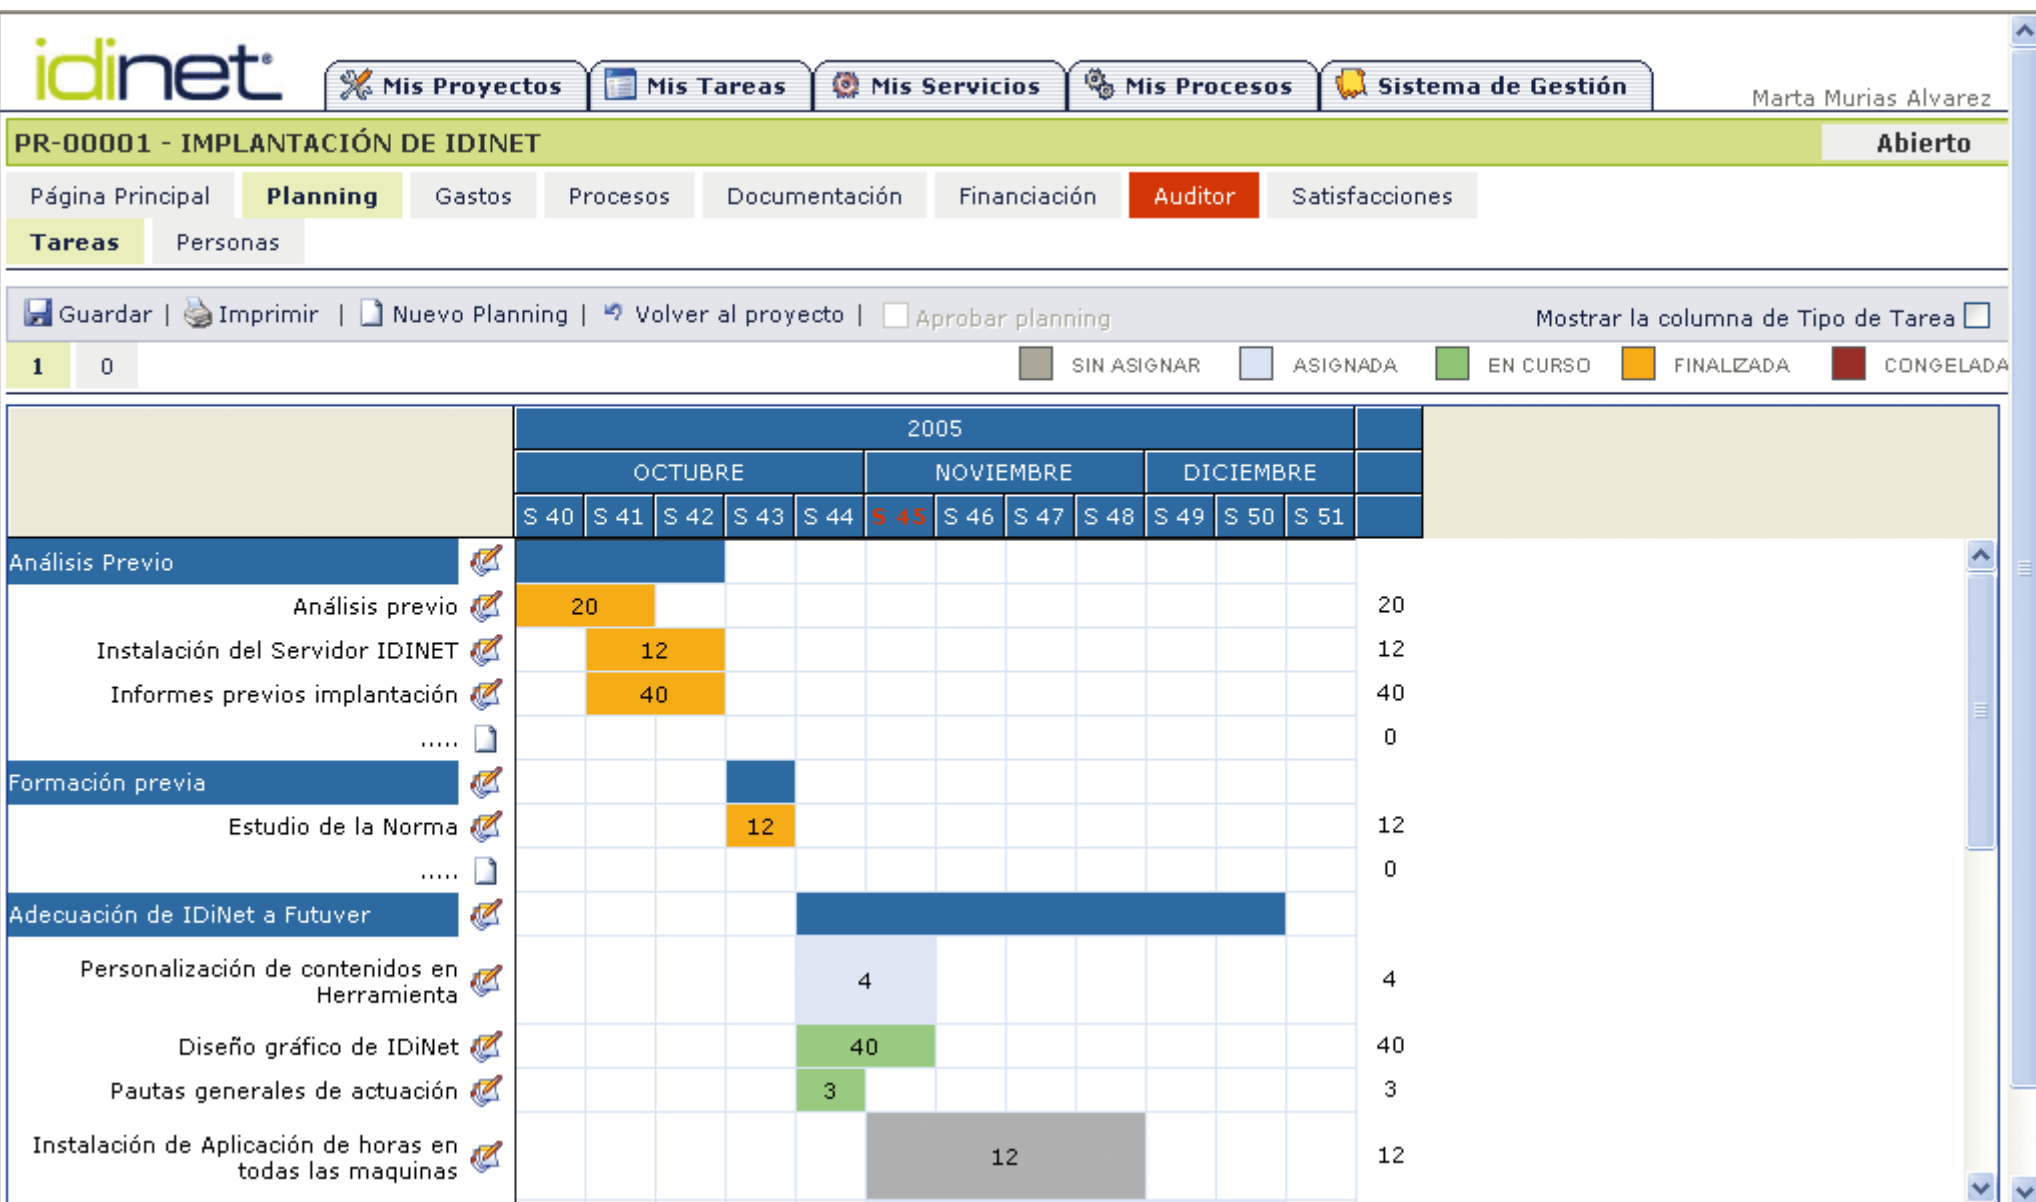 idinet
Mis Proyectos Mis Tareas Mis Servicios Mis Procesos Sistema de Gestión Marta Murias Alvarez
PR-00001 - IMPLANTACIÓN DE IDINET Abierto
Página Principal Planning Gastos Procesos Documentación Financiación Auditor Satisfacciones
Tareas Personas
Guardar | Imprimir | Nuevo Planning | Volver al proyecto | Aprobar planning Mostrar la columna de Tipo de Tarea
1 0 SIN ASIGNAR ASIGNADA EN CURSO FINALIZADA CONGELADA
2005
OCTUBRE NOVIEMBRE DICIEMBRE
S 40 S 41 S 42 S 43 S 44 S 45 S 46 S 47 S 48 S 49 S 50 S 51
Análisis Previo
Análisis previo 20 20
Instalación del Servidor IDINET 12 12
Informes previos implantación 40 40
..... 0
Formación previa
Estudio de la Norma 12 12
..... 0
Adecuación de IDiNet a Futuver
Personalización de contenidos en
Herramienta 4 4
Diseño gráfico de IDiNet 40 40
Pautas generales de actuación 3 3
Instalación de Aplicación de horas en
todas las maquinas 12 12